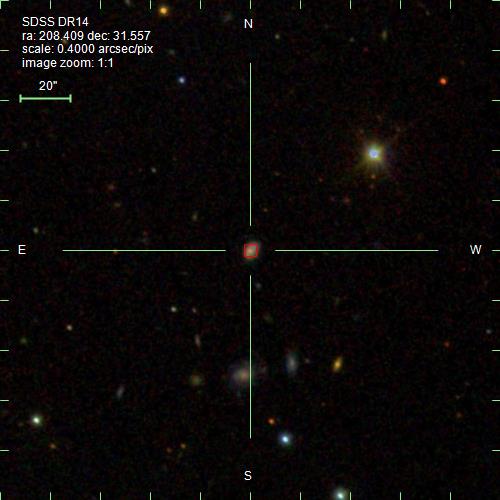 SDSS DR14
ra: 208.409 dec: 31.557
scale: 0.4000 arcsec/pix
image zoom: 1:1
20"
N
E
W
S